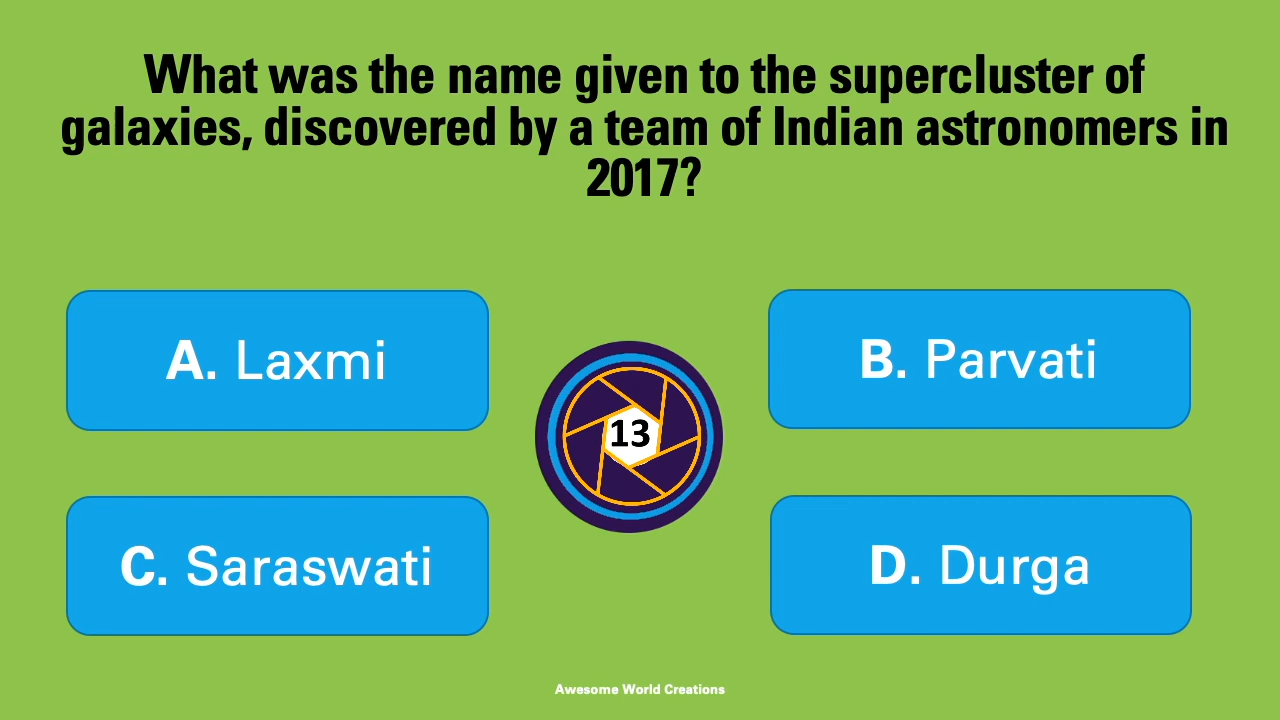 What was the name given to the supercluster of
galaxies, discovered by a team of Indian astronomers in
2017?
A. Laxmi
B. Parvati
13
C. Saraswati
D. Durga
Awesome World Creations